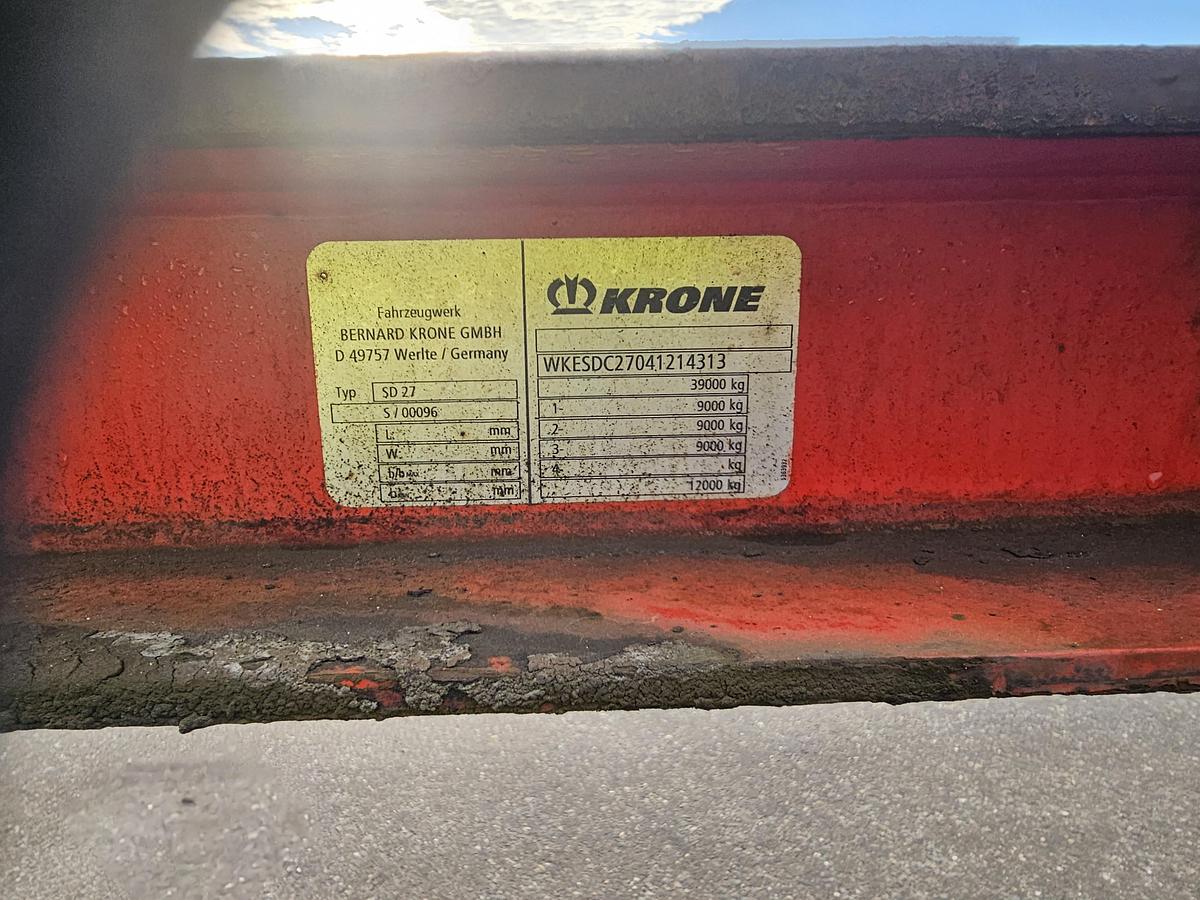 Fahrzeugwerk
BERNARD KRONE GMBH
D 49757 Werlte / Germany
Typ SD 27
S / 00096
L mm
W mm
b/b mm
b mm
KRONE
WKESDC27041214313
39000 kg
1- 9000 kg
2- 9000 kg
3 9000 kg
4- kg
12000 kg